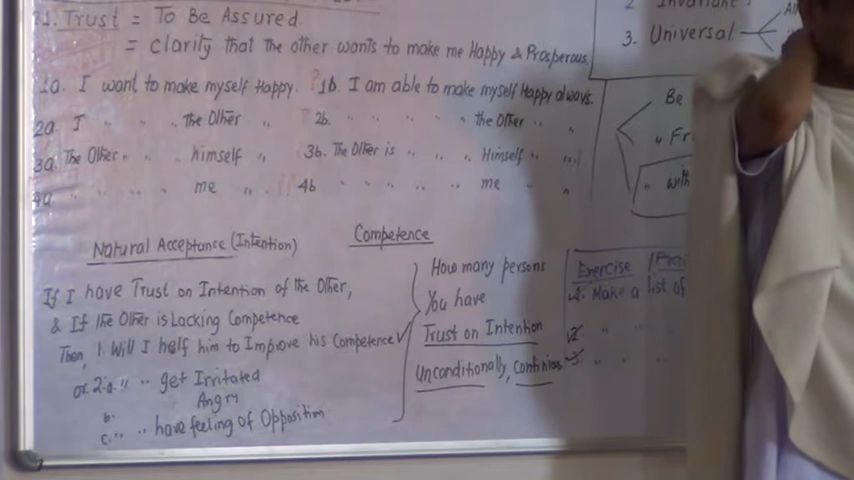 21. Trust = To Be Assured.
= clarity that the other wants to make me Happy & Prosperous.
1a. I want to make myself Happy. ? 1b. I am able to make myself Happy always.
2a I " " " the Other " 2b. " " " " " the Other " "
3a The Other " " himself " 3b. The Other is " " " Himself " "
4a " " " " me " " 4b " " " " " me "
Natural Acceptance (Intention)
Competence
If I have Trust on Intention of the Other,
& If the Other is Lacking Competence
Then, 1. Will I helf him to Improve his Competence ✓
or 2. a. " " get Irritated
b. Angry
c. " " have feeling of Opposition
How many persons
You have
Trust on Intention
Unconditionally,
Exercise
1. Make a list of
2. " "
3. " "
2 Invariant
3. Universal
Be
" Fr
" with